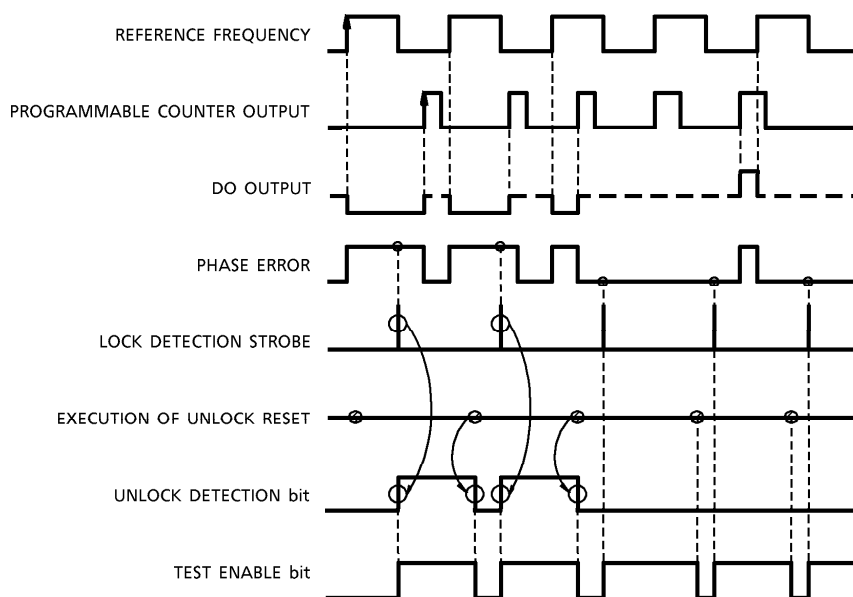 REFERENCE FREQUENCY
PROGRAMMABLE COUNTER OUTPUT
DO OUTPUT
PHASE ERROR
LOCK DETECTION STROBE
EXECUTION OF UNLOCK RESET
UNLOCK DETECTION bit
TEST ENABLE bit